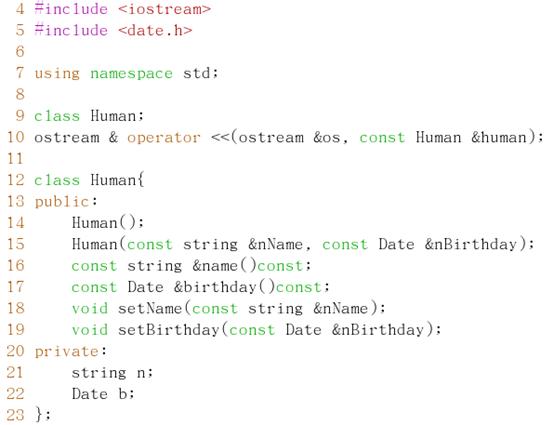 4 #include <iostream>
5 #include <date.h>
6
7 using namespace std;
8
9 class Human;
10 ostream & operator <<(ostream &os, const Human &human);
11
12 class Human{
13 public:
14     Human();
15     Human(const string &nName, const Date &nBirthday);
16     const string &name()const;
17     const Date &birthday()const;
18     void setName(const string &nName);
19     void setBirthday(const Date &nBirthday);
20 private:
21     string n;
22     Date b;
23 };